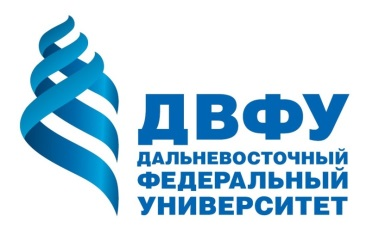 ДВФУ
ДАЛЬНЕВОСТОЧНЫЙ
ФЕДЕРАЛЬНЫЙ
УНИВЕРСИТЕТ